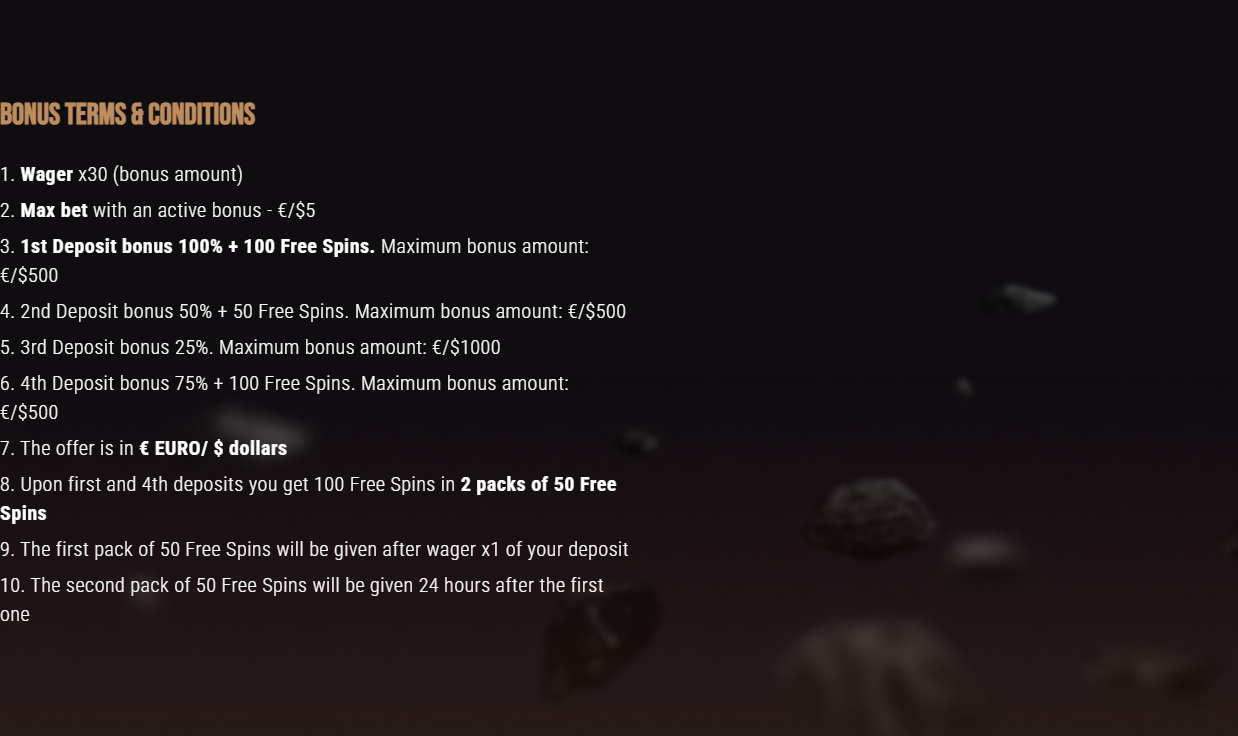 BONUS TERMS & CONDITIONS
1. Wager x30 (bonus amount)
2. Max bet with an active bonus - €/$5
3. 1st Deposit bonus 100% + 100 Free Spins. Maximum bonus amount:
€/$500
4. 2nd Deposit bonus 50% + 50 Free Spins. Maximum bonus amount: €/$500
5. 3rd Deposit bonus 25%. Maximum bonus amount: €/$1000
6. 4th Deposit bonus 75% + 100 Free Spins. Maximum bonus amount:
€/$500
7. The offer is in € EURO/ $ dollars
8. Upon first and 4th deposits you get 100 Free Spins in 2 packs of 50 Free
Spins
9. The first pack of 50 Free Spins will be given after wager x1 of your deposit
10. The second pack of 50 Free Spins will be given 24 hours after the first
one